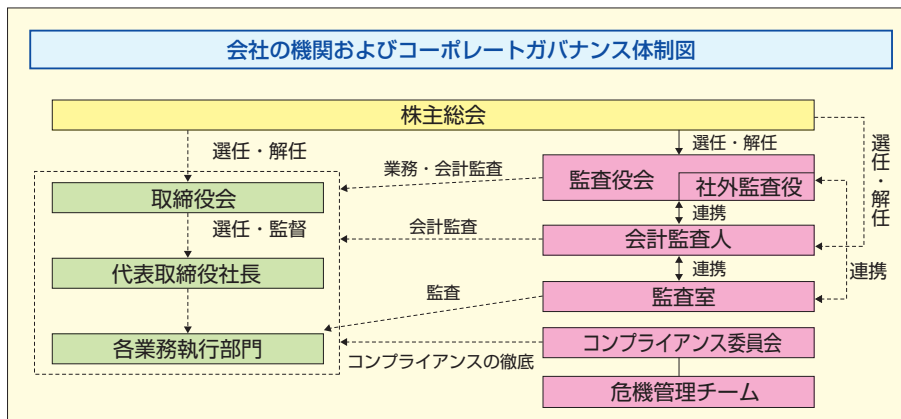 会社の機関およびコーポレートガバナンス体制図
株主総会
選任・解任
選任・解任
選任・解任
業務・会計監査
監査役会
社外監査役
取締役会
連携
選任・監督
会計監査
会計監査人
代表取締役社長
連携
連携
監査
監査室
各業務執行部門
コンプライアンス委員会
コンプライアンスの徹底
危機管理チーム